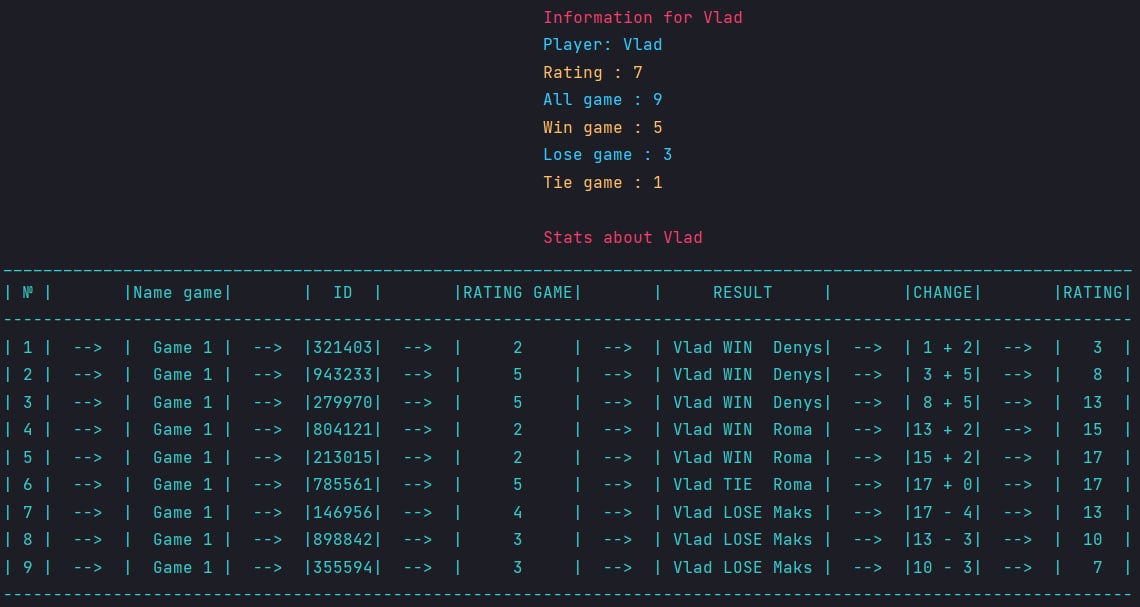 Information for Vlad
Player: Vlad
Rating : 7
All game : 9
Win game : 5
Lose game : 3
Tie game : 1
Stats about Vlad
-----------------------------------------------------------------------------------------------------------------
| № |       |Name game|       |  ID  |       |RATING GAME|       |     RESULT     |       |CHANGE|       |RATING|
-----------------------------------------------------------------------------------------------------------------
| 1 |  -->  |  Game 1 |  -->  |321403|  -->  |     2     |  -->  | Vlad WIN  Denys|  -->  | 1 + 2|  -->  |   3  |
| 2 |  -->  |  Game 1 |  -->  |943233|  -->  |     5     |  -->  | Vlad WIN  Denys|  -->  | 3 + 5|  -->  |   8  |
| 3 |  -->  |  Game 1 |  -->  |279970|  -->  |     5     |  -->  | Vlad WIN  Denys|  -->  | 8 + 5|  -->  |  13  |
| 4 |  -->  |  Game 1 |  -->  |804121|  -->  |     2     |  -->  | Vlad WIN  Roma |  -->  |13 + 2|  -->  |  15  |
| 5 |  -->  |  Game 1 |  -->  |213015|  -->  |     2     |  -->  | Vlad WIN  Roma |  -->  |15 + 2|  -->  |  17  |
| 6 |  -->  |  Game 1 |  -->  |785561|  -->  |     5     |  -->  | Vlad TIE  Roma |  -->  |17 + 0|  -->  |  17  |
| 7 |  -->  |  Game 1 |  -->  |146956|  -->  |     4     |  -->  | Vlad LOSE Maks |  -->  |17 - 4|  -->  |  13  |
| 8 |  -->  |  Game 1 |  -->  |898842|  -->  |     3     |  -->  | Vlad LOSE Maks |  -->  |13 - 3|  -->  |  10  |
| 9 |  -->  |  Game 1 |  -->  |355594|  -->  |     3     |  -->  | Vlad LOSE Maks |  -->  |10 - 3|  -->  |   7  |
-----------------------------------------------------------------------------------------------------------------